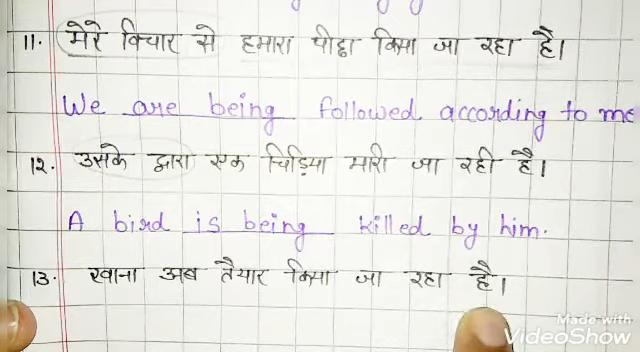 11. मेरे विचार से हमारा पीछा किया जा रहा है।
We are being followed according to me
12. उसके द्वारा एक चिड़िया मारी जा रही है।
A bird is being killed by him.
13. खाना अब तैयार किया जा रहा है।
Made with
VideoShow